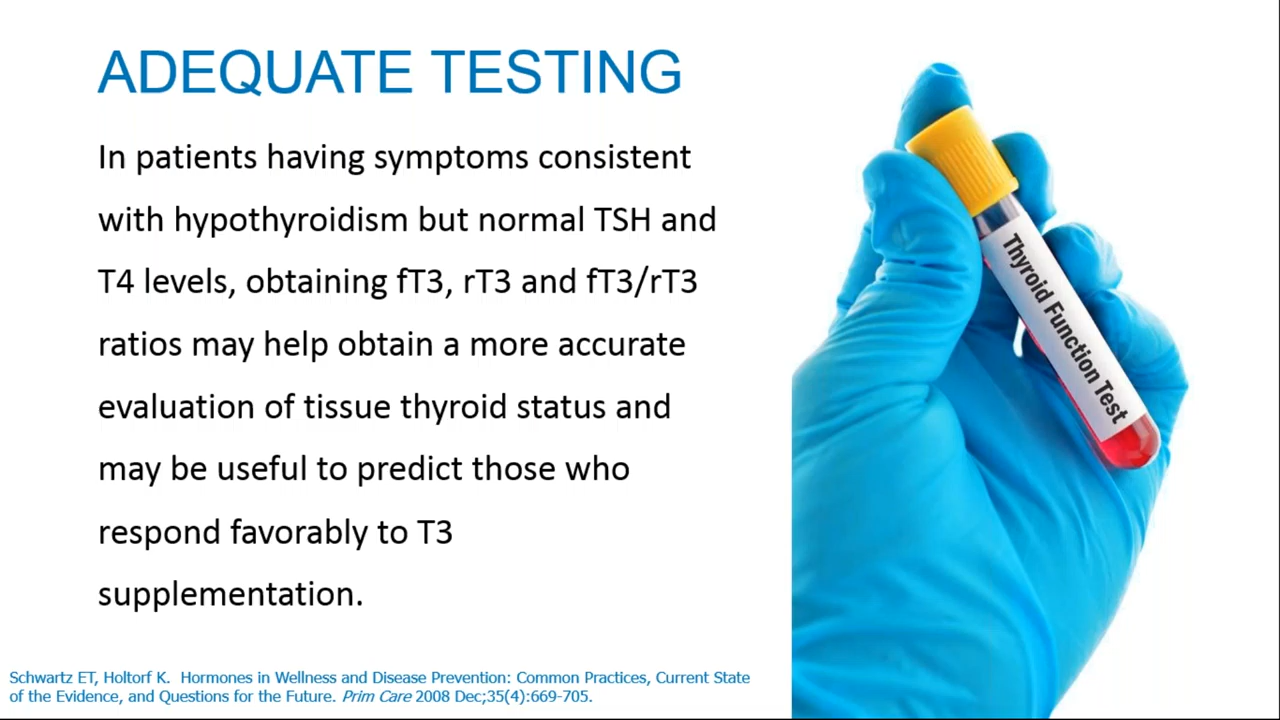 ADEQUATE TESTING
In patients having symptoms consistent
with hypothyroidism but normal TSH and
T4 levels, obtaining fT3, rT3 and fT3/rT3
ratios may help obtain a more accurate
evaluation of tissue thyroid status and
may be useful to predict those who
respond favorably to T3
supplementation.
Thyroid Function Test
Schwartz ET, Holtorf K. Hormones in Wellness and Disease Prevention: Common Practices, Current State
of the Evidence, and Questions for the Future. Prim Care 2008 Dec;35(4):669-705.